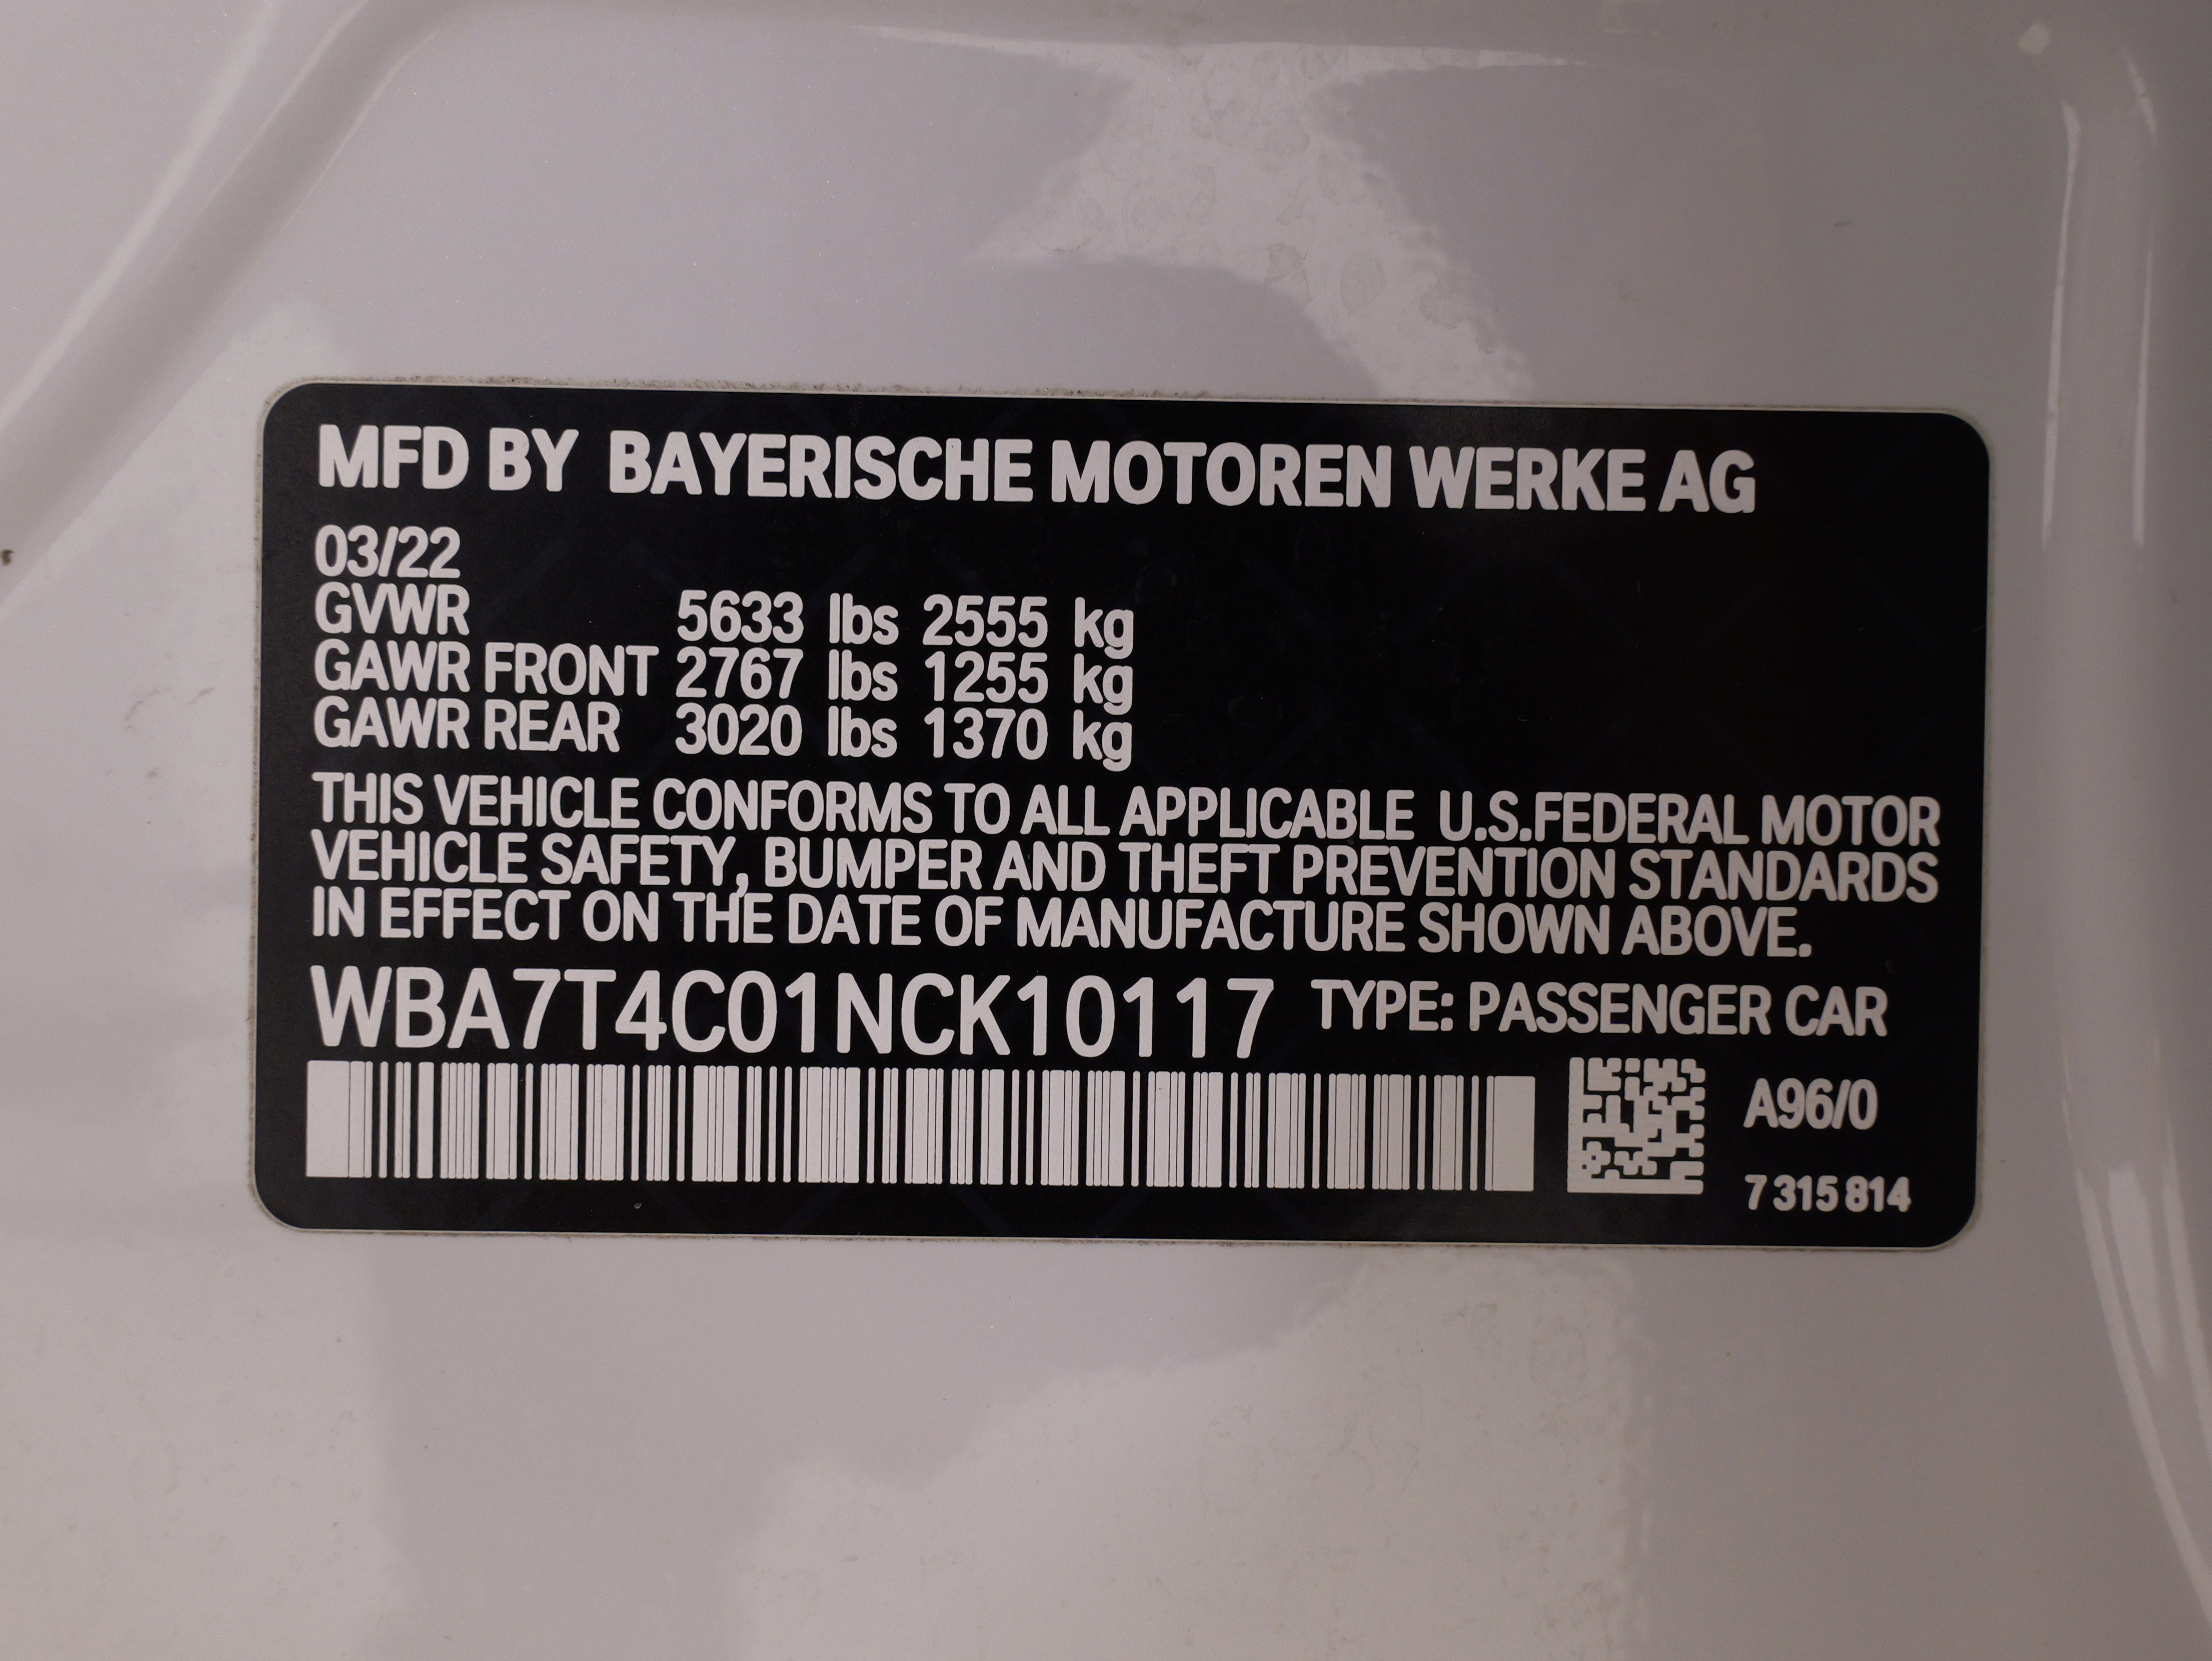 MFD BY BAYERISCHE MOTOREN WERKE AG
03/22
GVWR 5633 lbs 2555 kg
GAWR FRONT 2767 lbs 1255 kg
GAWR REAR 3020 lbs 1370 kg
THIS VEHICLE CONFORMS TO ALL APPLICABLE U.S.FEDERAL MOTOR
VEHICLE SAFETY, BUMPER AND THEFT PREVENTION STANDARDS
IN EFFECT ON THE DATE OF MANUFACTURE SHOWN ABOVE.
WBA7T4C01NCK10117 TYPE: PASSENGER CAR
A96/0
7 315 814